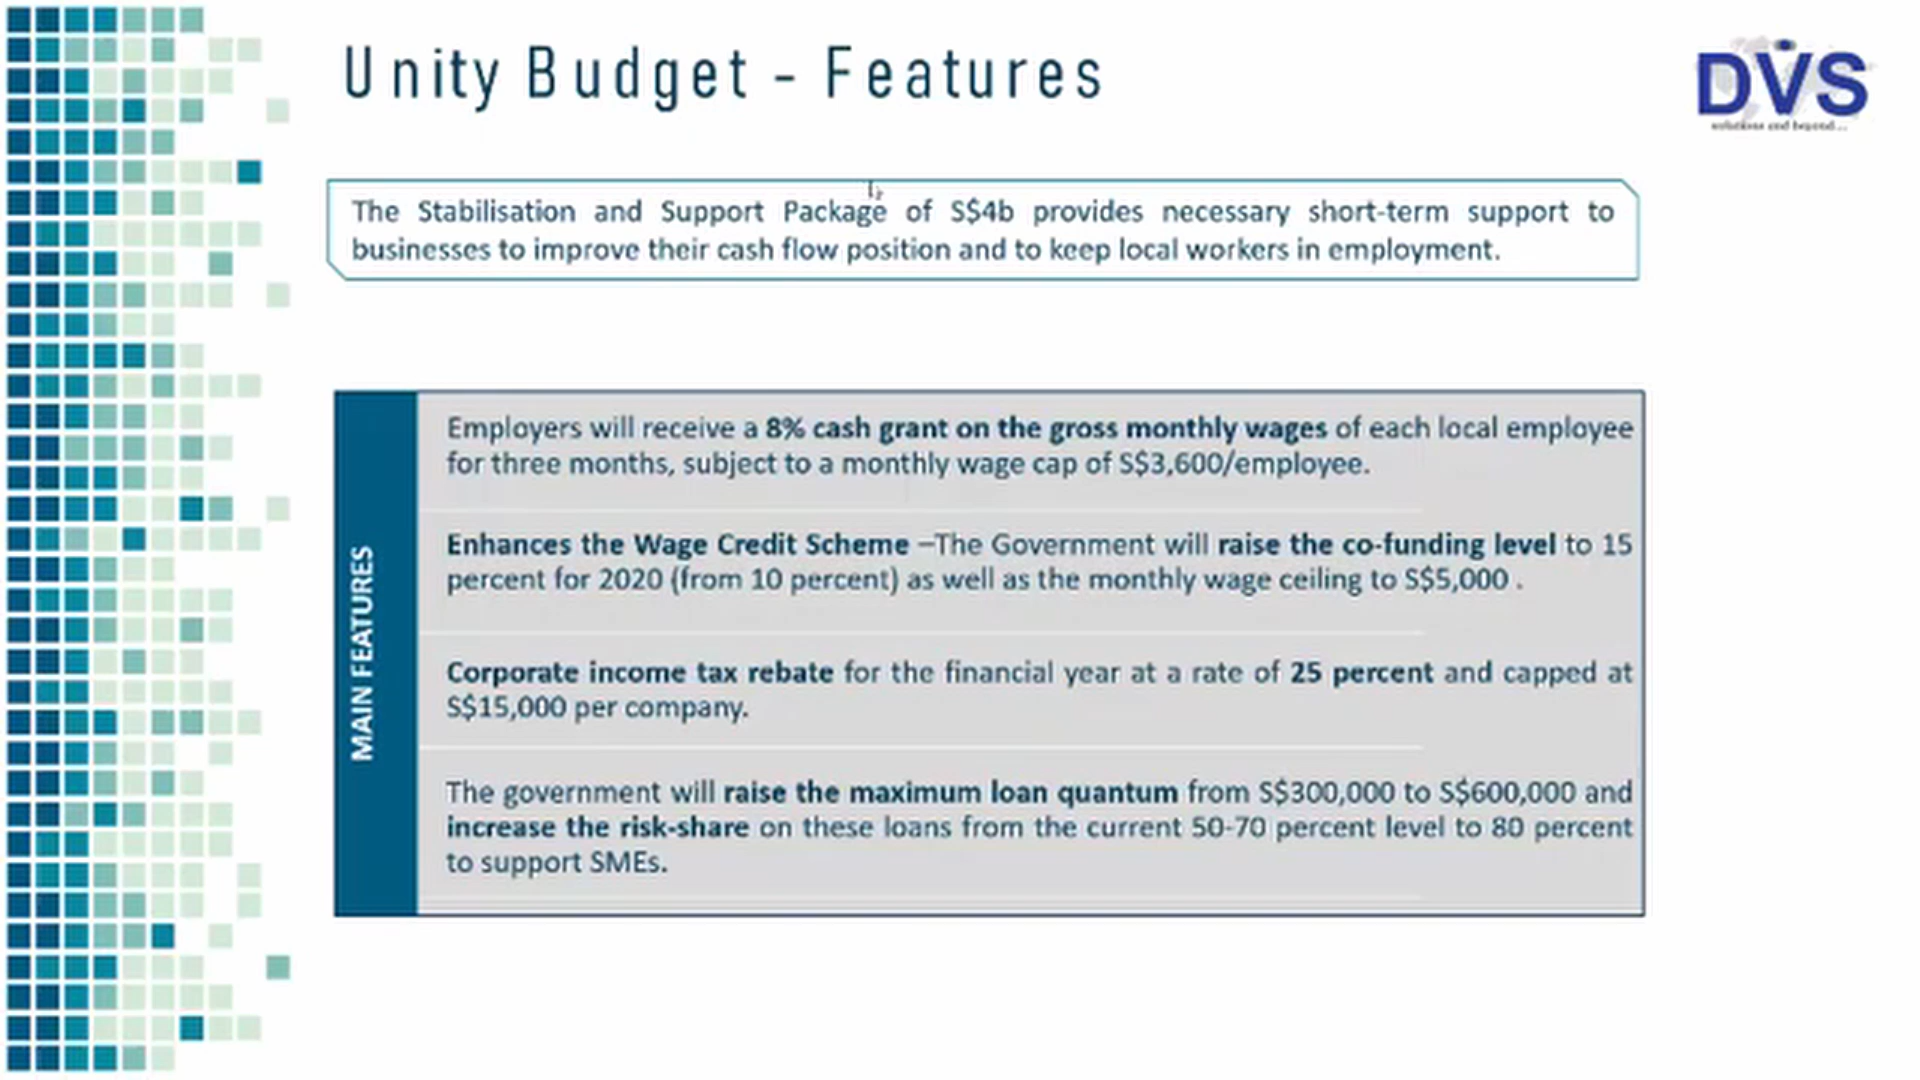 Unity Budget - Features
DVS
solutions and beyond...
The Stabilisation and Support Package of S$4b provides necessary short-term support to
businesses to improve their cash flow position and to keep local workers in employment.
MAIN FEATURES
Employers will receive a 8% cash grant on the gross monthly wages of each local employee
for three months, subject to a monthly wage cap of S$3,600/employee.
Enhances the Wage Credit Scheme –The Government will raise the co-funding level to 15
percent for 2020 (from 10 percent) as well as the monthly wage ceiling to S$5,000 .
Corporate income tax rebate for the financial year at a rate of 25 percent and capped at
S$15,000 per company.
The government will raise the maximum loan quantum from S$300,000 to S$600,000 and
increase the risk-share on these loans from the current 50-70 percent level to 80 percent
to support SMEs.